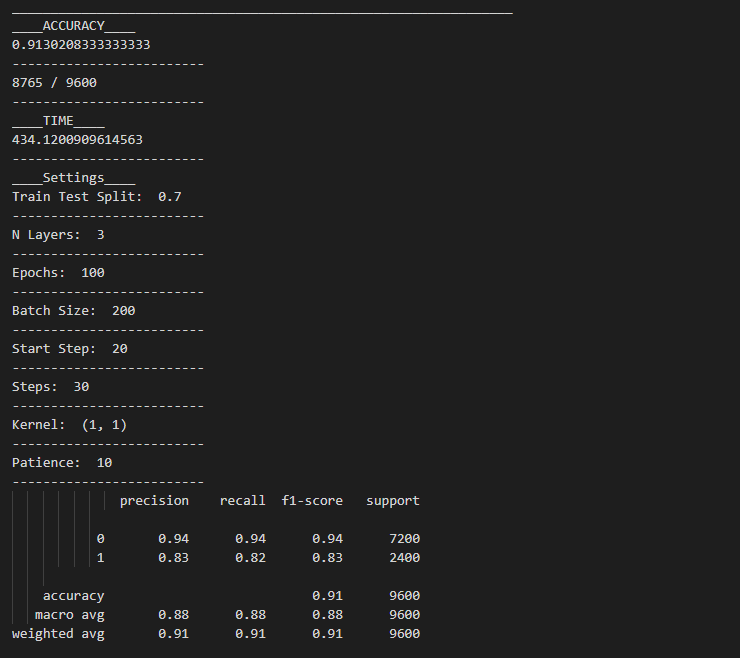 ____ACCURACY____
0.9130208333333333
-------------------------
8765 / 9600
-------------------------
____TIME____
434.1200909614563
-------------------------
____Settings____
Train Test Split:  0.7
-------------------------
N Layers:  3
-------------------------
Epochs:  100
-------------------------
Batch Size:  200
-------------------------
Start Step:  20
-------------------------
Steps:  30
-------------------------
Kernel:  (1, 1)
-------------------------
Patience:  10
-------------------------
              precision    recall  f1-score   support
           0       0.94      0.94      0.94      7200
           1       0.83      0.82      0.83      2400
    accuracy                           0.91      9600
   macro avg       0.88      0.88      0.88      9600
weighted avg       0.91      0.91      0.91      9600